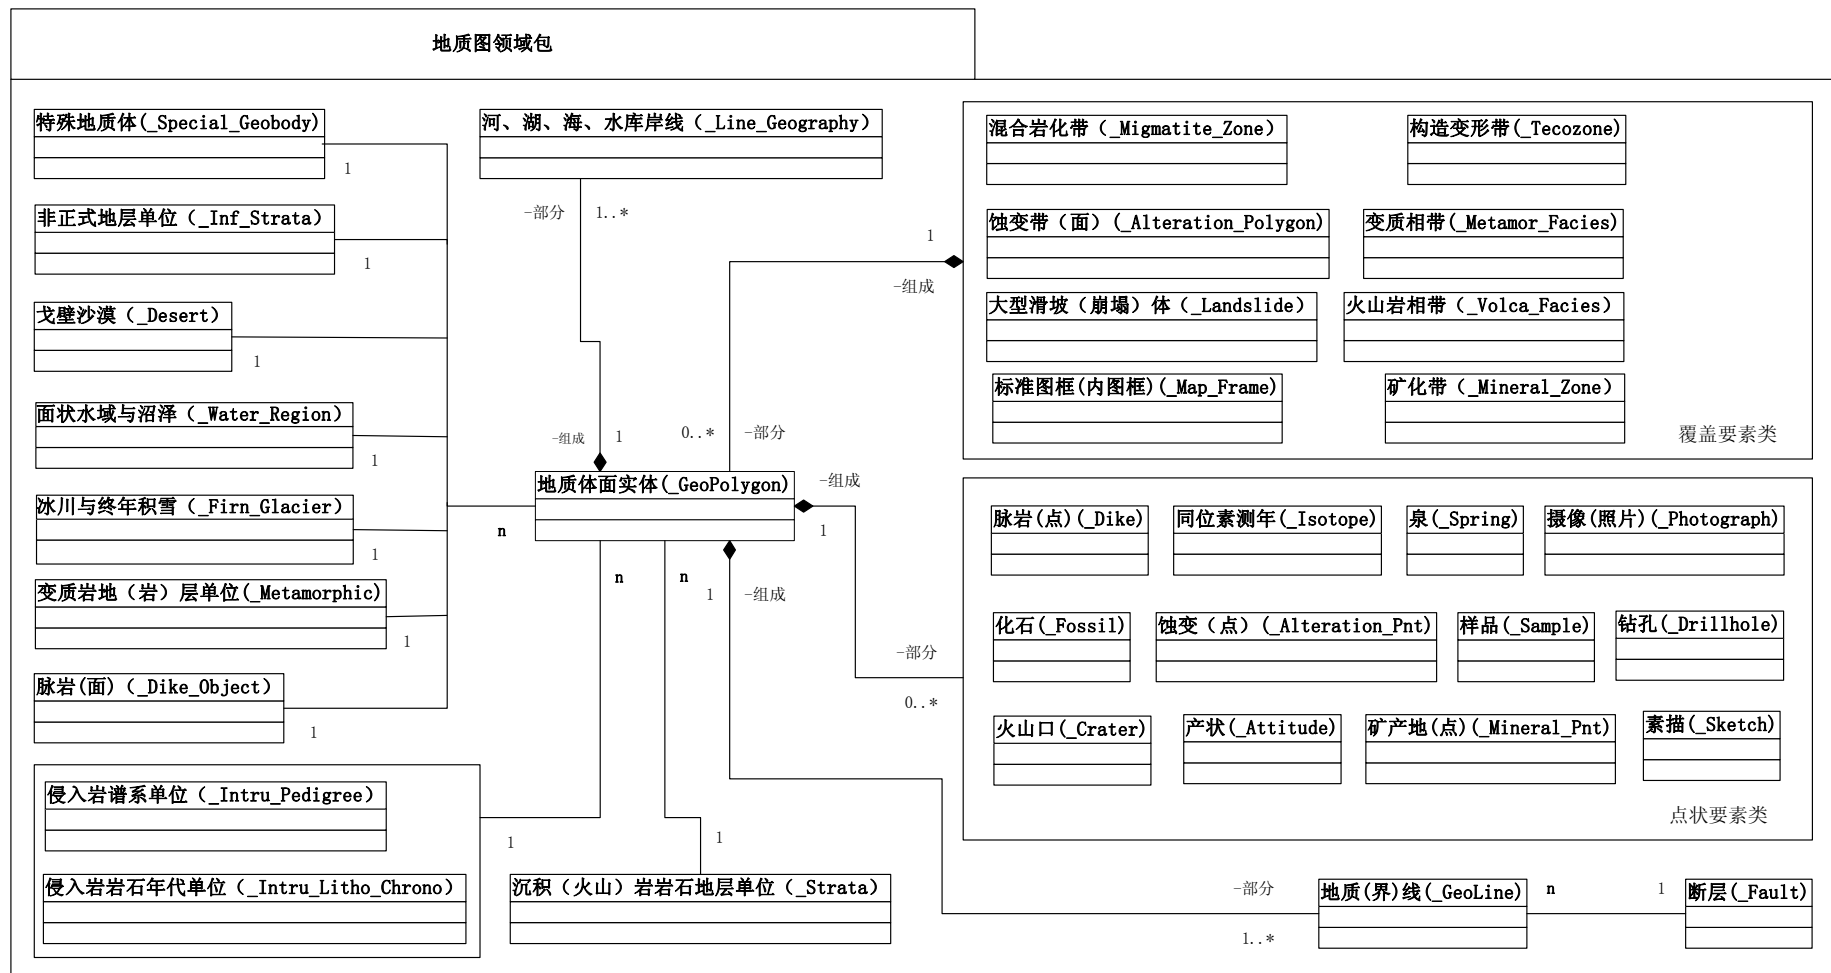 地质图领域包
特殊地质体(_Special_Geobody)
1
非正式地层单位（_Inf_Strata）
1
戈壁沙漠（_Desert）
1
面状水域与沼泽（_Water_Region）
1
冰川与终年积雪（_Firn_Glacier）
1
变质岩地（岩）层单位(_Metamorphic)
1
脉岩(面)（_Dike_Object）
1
侵入岩谱系单位（_Intru_Pedigree）
侵入岩岩石年代单位（_Intru_Litho_Chrono）
1
河、湖、海、水库岸线（_Line_Geography）
-部分
1..*
-组成
1
地质体面实体(_GeoPolygon)
n
n
n
1
沉积（火山）岩岩石地层单位（_Strata）
1
-组成
0..*
-部分
1
-组成
-组成
1
-部分
0..*
混合岩化带（_Migmatite_Zone）
构造变形带(_Tecozone)
蚀变带（面）(_Alteration_Polygon)
变质相带(_Metamor_Facies)
大型滑坡（崩塌）体（_Landslide）
火山岩相带（_Volca_Facies）
标准图框(内图框)(_Map_Frame)
矿化带（_Mineral_Zone）
覆盖要素类
脉岩(点)(_Dike)
同位素测年(_Isotope)
泉(_Spring)
摄像(照片)(_Photograph)
化石(_Fossil)
蚀变（点）(_Alteration_Pnt)
样品(_Sample)
钻孔(_Drillhole)
火山口(_Crater)
产状(_Attitude)
矿产地(点)(_Mineral_Pnt)
素描(_Sketch)
点状要素类
-部分
1..*
地质(界)线(_GeoLine)
n
1
断层(_Fault)